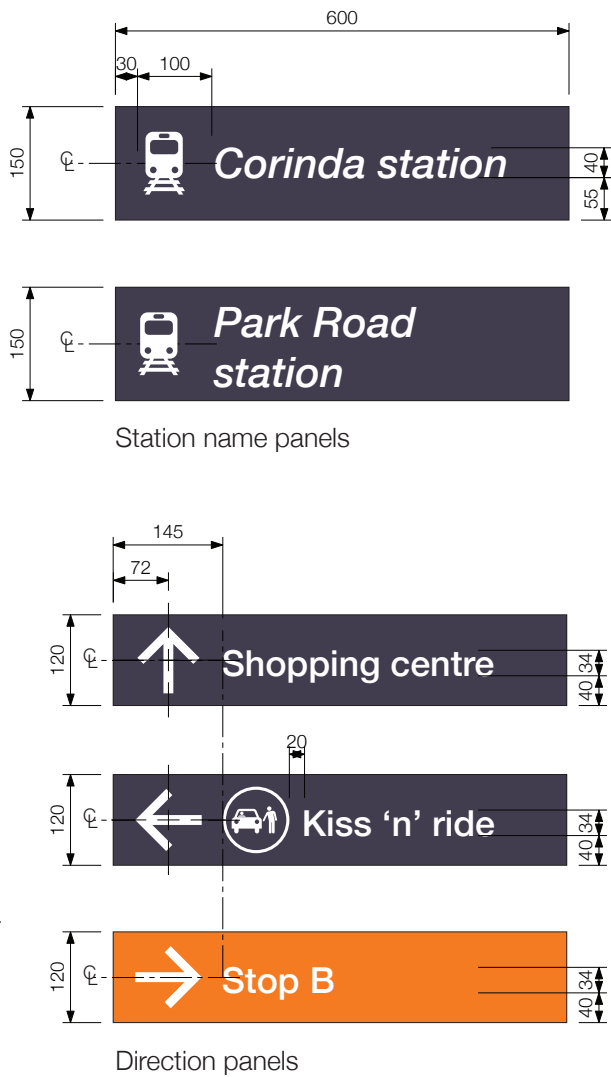 600
30 100
150
Corinda station
40
55
150
Park Road
station
Station name panels
145
72
120
Shopping centre
34
40
20
120
Kiss ‘n’ ride
34
40
120
Stop B
34
40
Direction panels